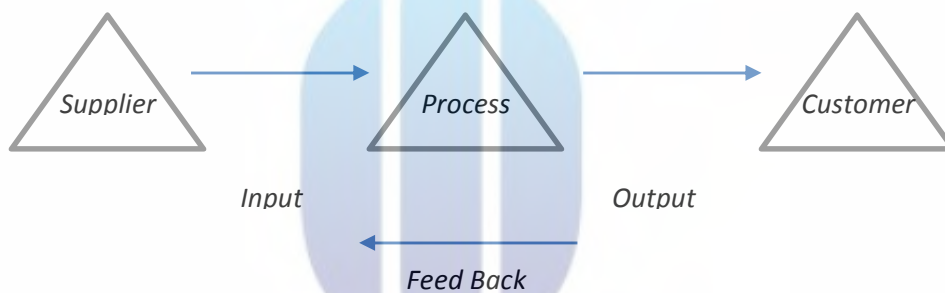 Supplier
Process
Customer
Input
Output
Feed Back